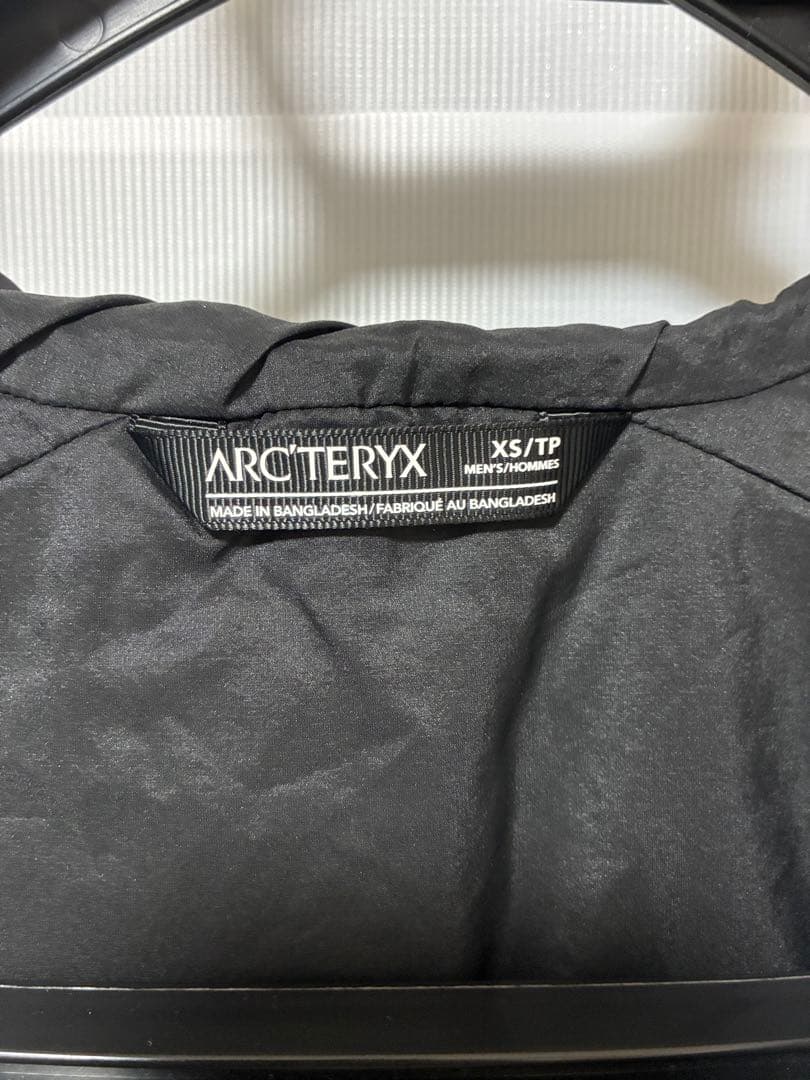 ARC'TERYX
XS/TP
MEN'S/HOMMES
MADE IN BANGLADESH/FABRIQUÉ AU BANGLADESH